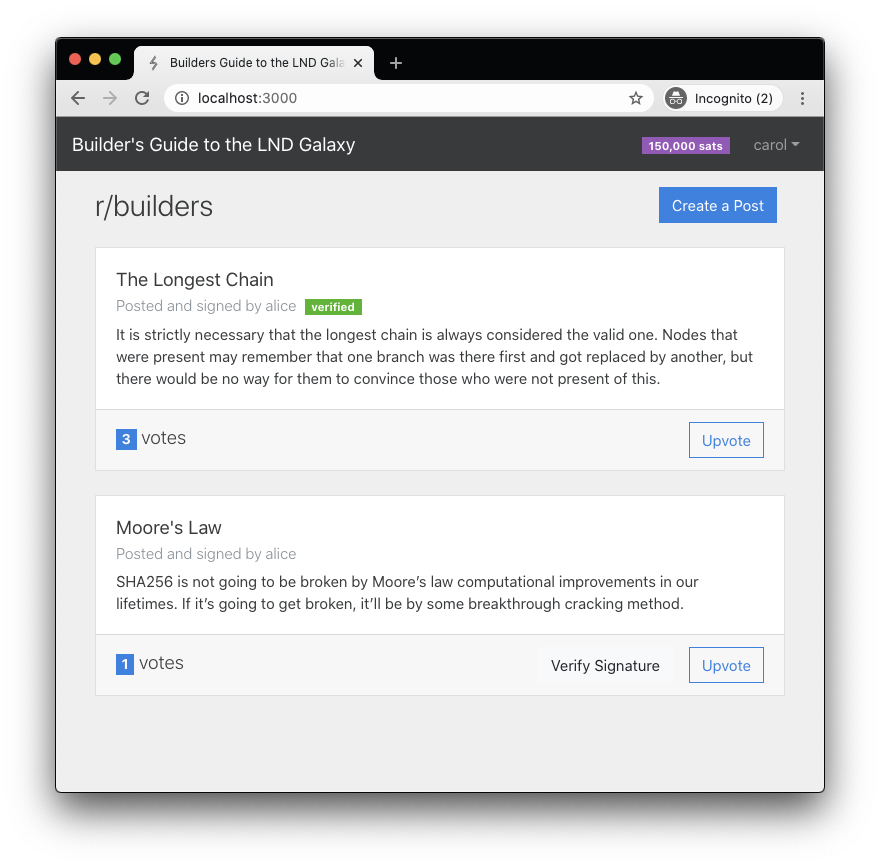 Builders Guide to the LND Gala
localhost:3000
Incognito (2)
Builder's Guide to the LND Galaxy
150,000 sats
carol
r/builders
Create a Post
The Longest Chain
Posted and signed by alice verified
It is strictly necessary that the longest chain is always considered the valid one. Nodes that
were present may remember that one branch was there first and got replaced by another, but
there would be no way for them to convince those who were not present of this.
3 votes
Upvote
Moore's Law
Posted and signed by alice
SHA256 is not going to be broken by Moore’s law computational improvements in our
lifetimes. If it’s going to get broken, it’ll be by some breakthrough cracking method.
1 votes
Verify Signature
Upvote